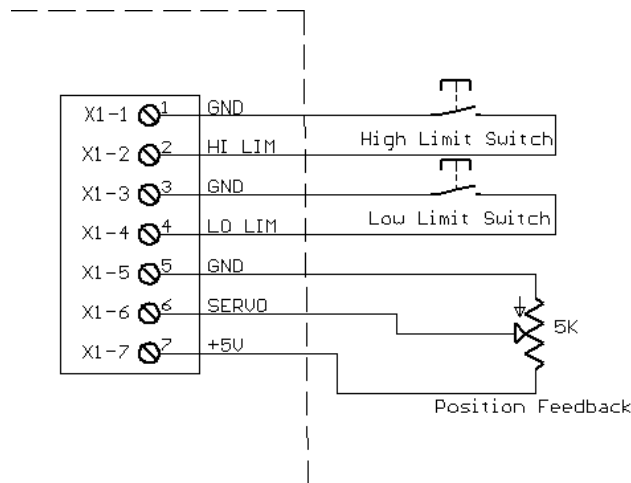 X1-1 1 GND
X1-2 2 HI LIM
High Limit Switch
X1-3 3 GND
X1-4 4 LO LIM
Low Limit Switch
X1-5 5 GND
X1-6 6 SERVO
5K
X1-7 7 +5V
Position Feedback